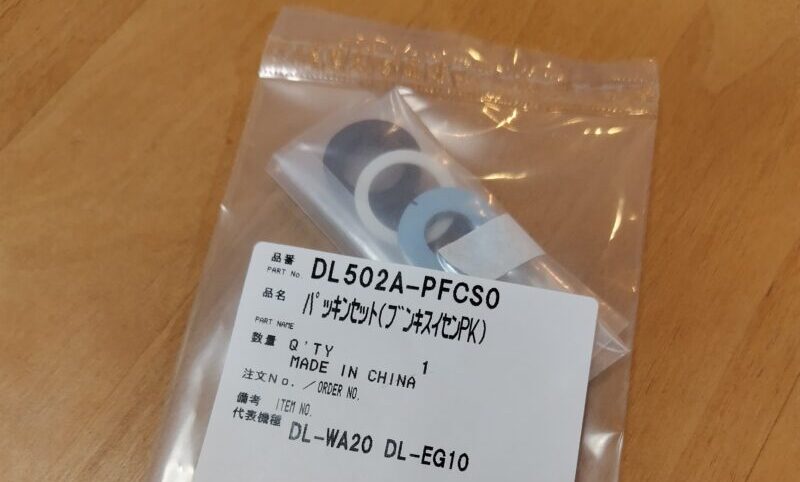 品番
PART No. DL502A-PFCS0
品名
PART NAME ﾊﾟｯｷﾝｾｯﾄ(ﾌﾞﾝｷｽｲｾﾝPK)
数量 Q'TY 1
MADE IN CHINA
注文No. ／ORDER NO.
備考 ITEM NO.
代表機種 DL-WA20 DL-EG10